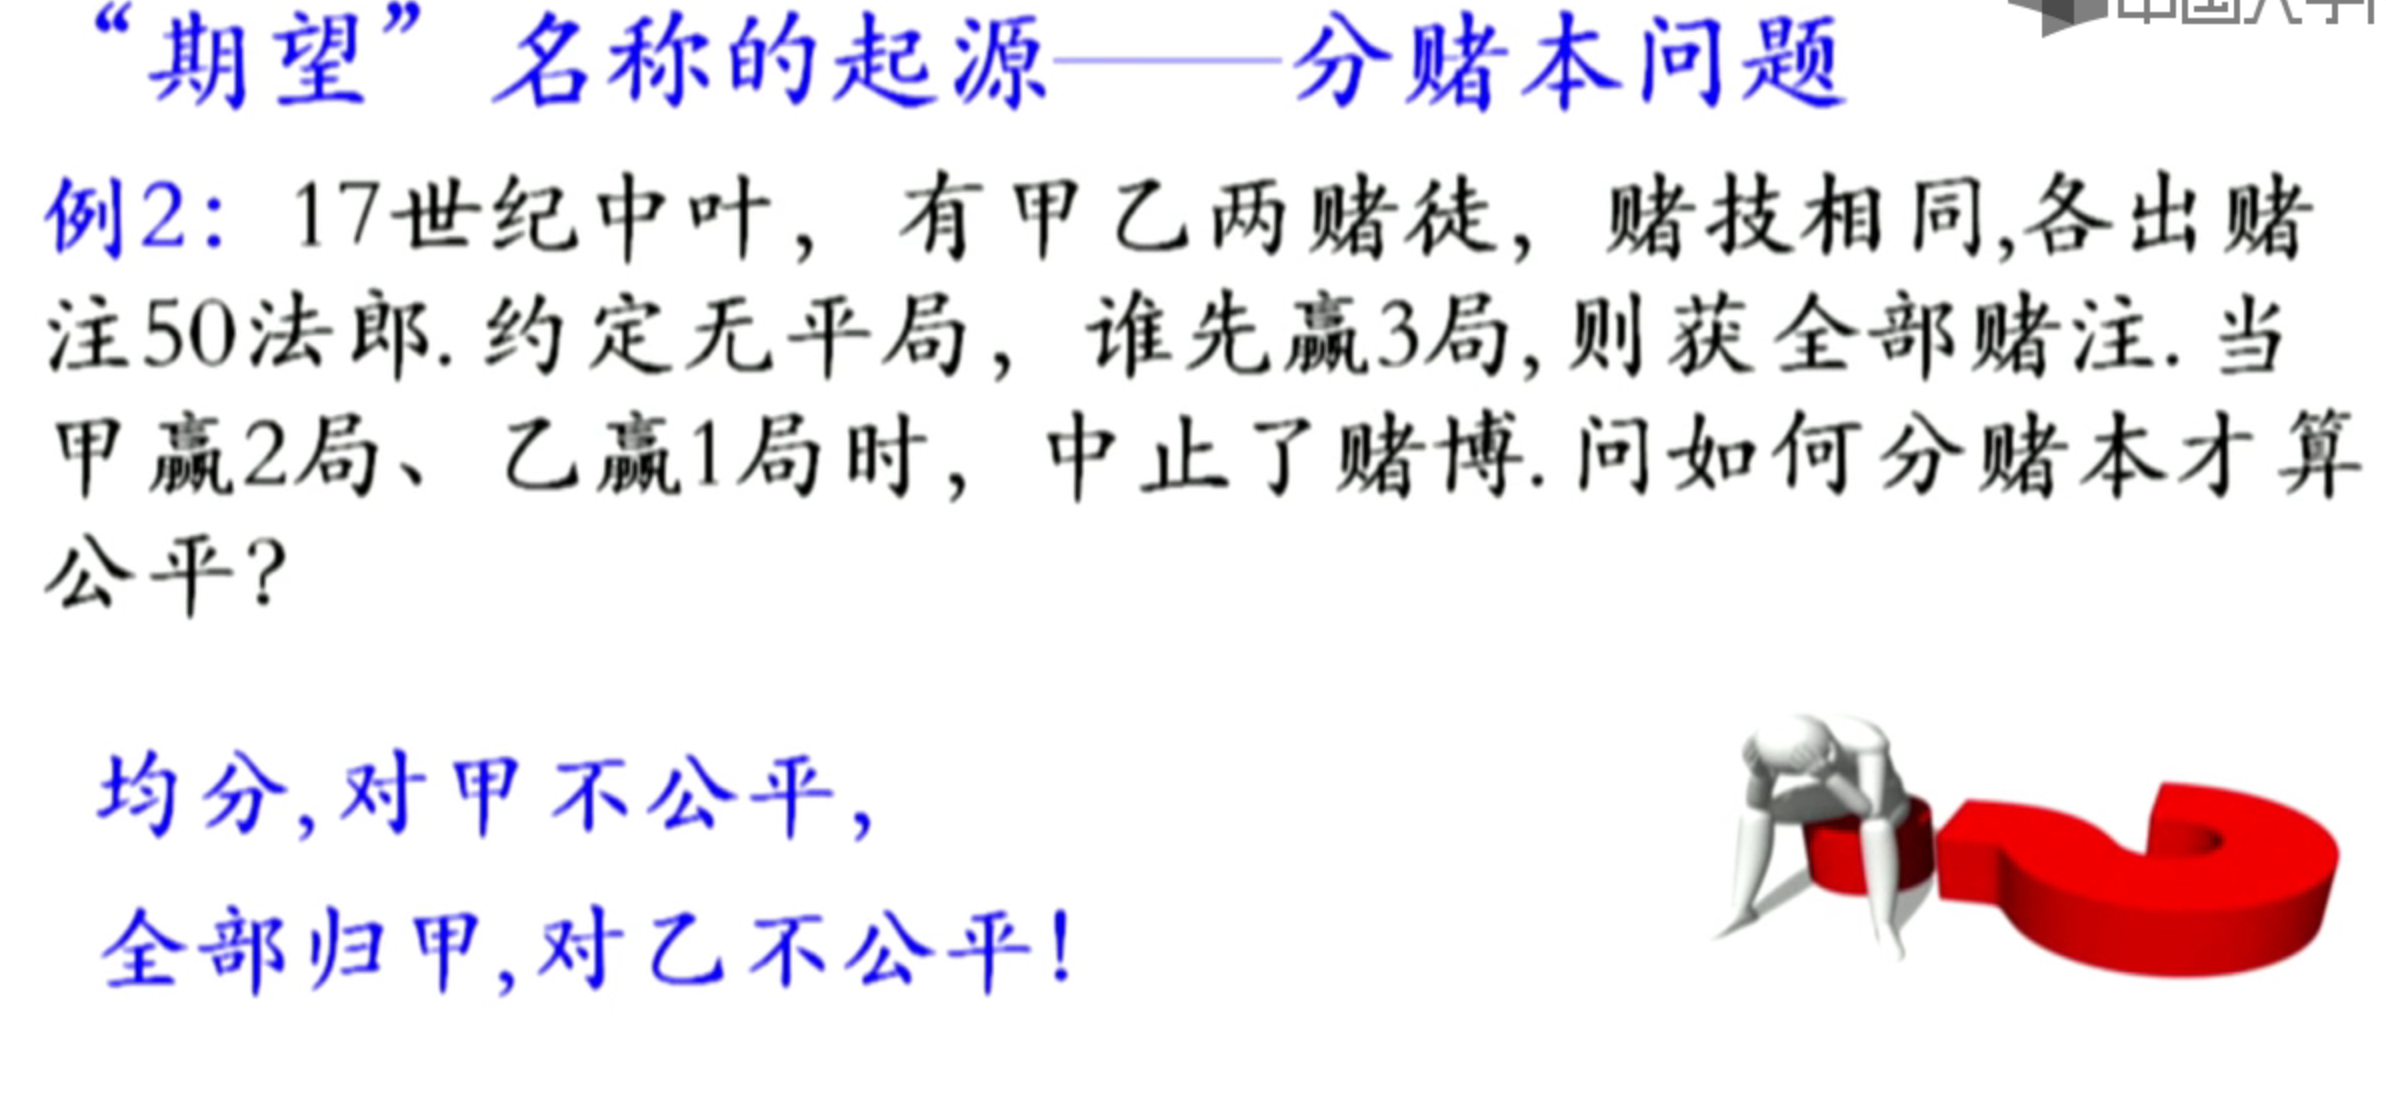 “期望”名称的起源——分赌本问题
例2：17世纪中叶，有甲乙两赌徒，赌技相同,各出赌
注50法郎.约定无平局，谁先赢3局,则获全部赌注.当
甲赢2局、乙赢1局时，中止了赌博.问如何分赌本才算
公平?
均分,对甲不公平，
全部归甲,对乙不公平!